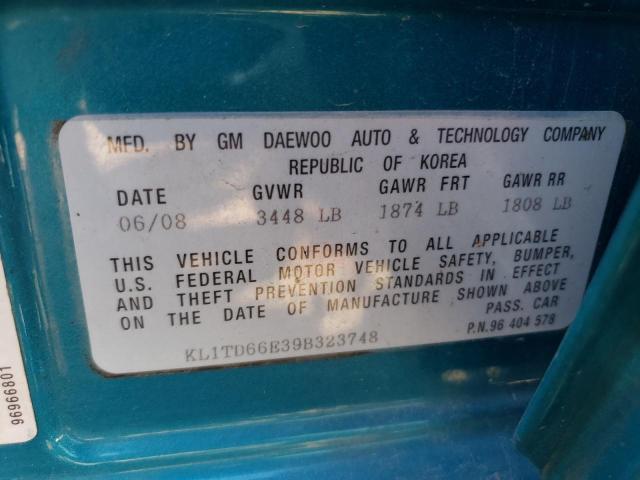 MFD. BY GM DAEWOO AUTO & TECHNOLOGY COMPANY
REPUBLIC OF KOREA
DATE GVWR GAWR FRT GAWR RR
06/08 3448 LB 1874 LB 1808 LB
THIS VEHICLE CONFORMS TO ALL APPLICABLE
U.S. FEDERAL MOTOR VEHICLE SAFETY, BUMPER,
AND THEFT PREVENTION STANDARDS IN EFFECT
ON THE DATE OF MANUFACTURE SHOWN ABOVE
PASS. CAR
KL1TD66E39B323748 P.N.96 404 578
96966801